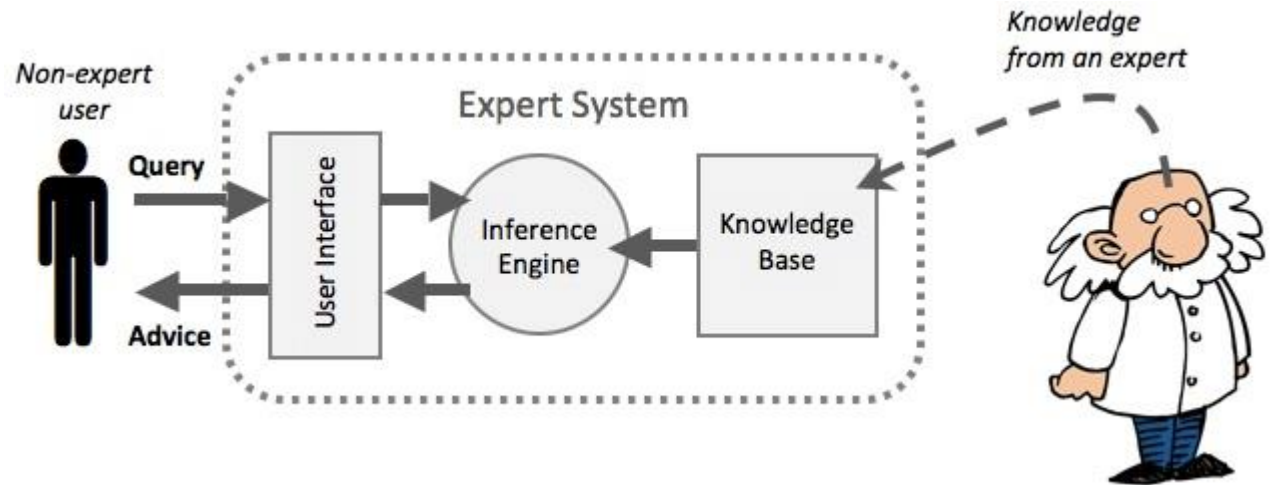 Knowledge
from an expert
Non-expert
user
Expert System
Query
User Interface
Inference
Engine
Knowledge
Base
Advice